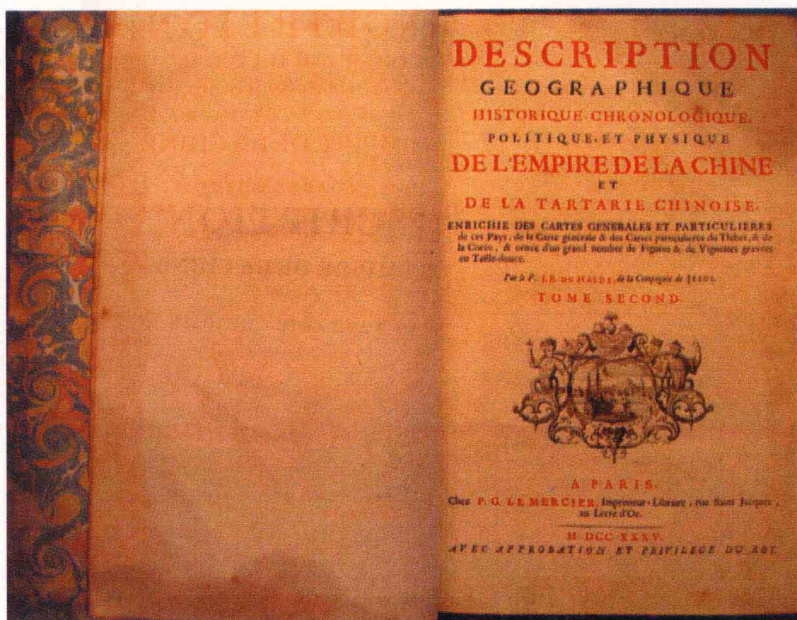 DESCRIPTION
GEOGRAPHIQUE
HISTORIQUE, CHRONOLOGIQUE,
POLITIQUE, ET PHYSIQUE
DE L'EMPIRE DE LA CHINE
ET
DE LA TARTARIE CHINOISE,
ENRICHIE DES CARTES GENERALES ET PARTICULIERES
de ces Pays, de la Carte générale & des Cartes particulieres du Thibet, & de
la Corée, & ornée d'un grand nombre de Figures & de Vignettes gravées
en Taille-douce.
Par le P. J.B. DU HALDE, de la Compagnie de JESUS.
TOME SECOND.
A PARIS,
Chez P. G. LE MERCIER, Imprimeur-Libraire, rue Saint Jacques,
au Livre d'Or.
M DCC XXXV.
AVEC APPROBATION ET PRIVILEGE DU ROY.